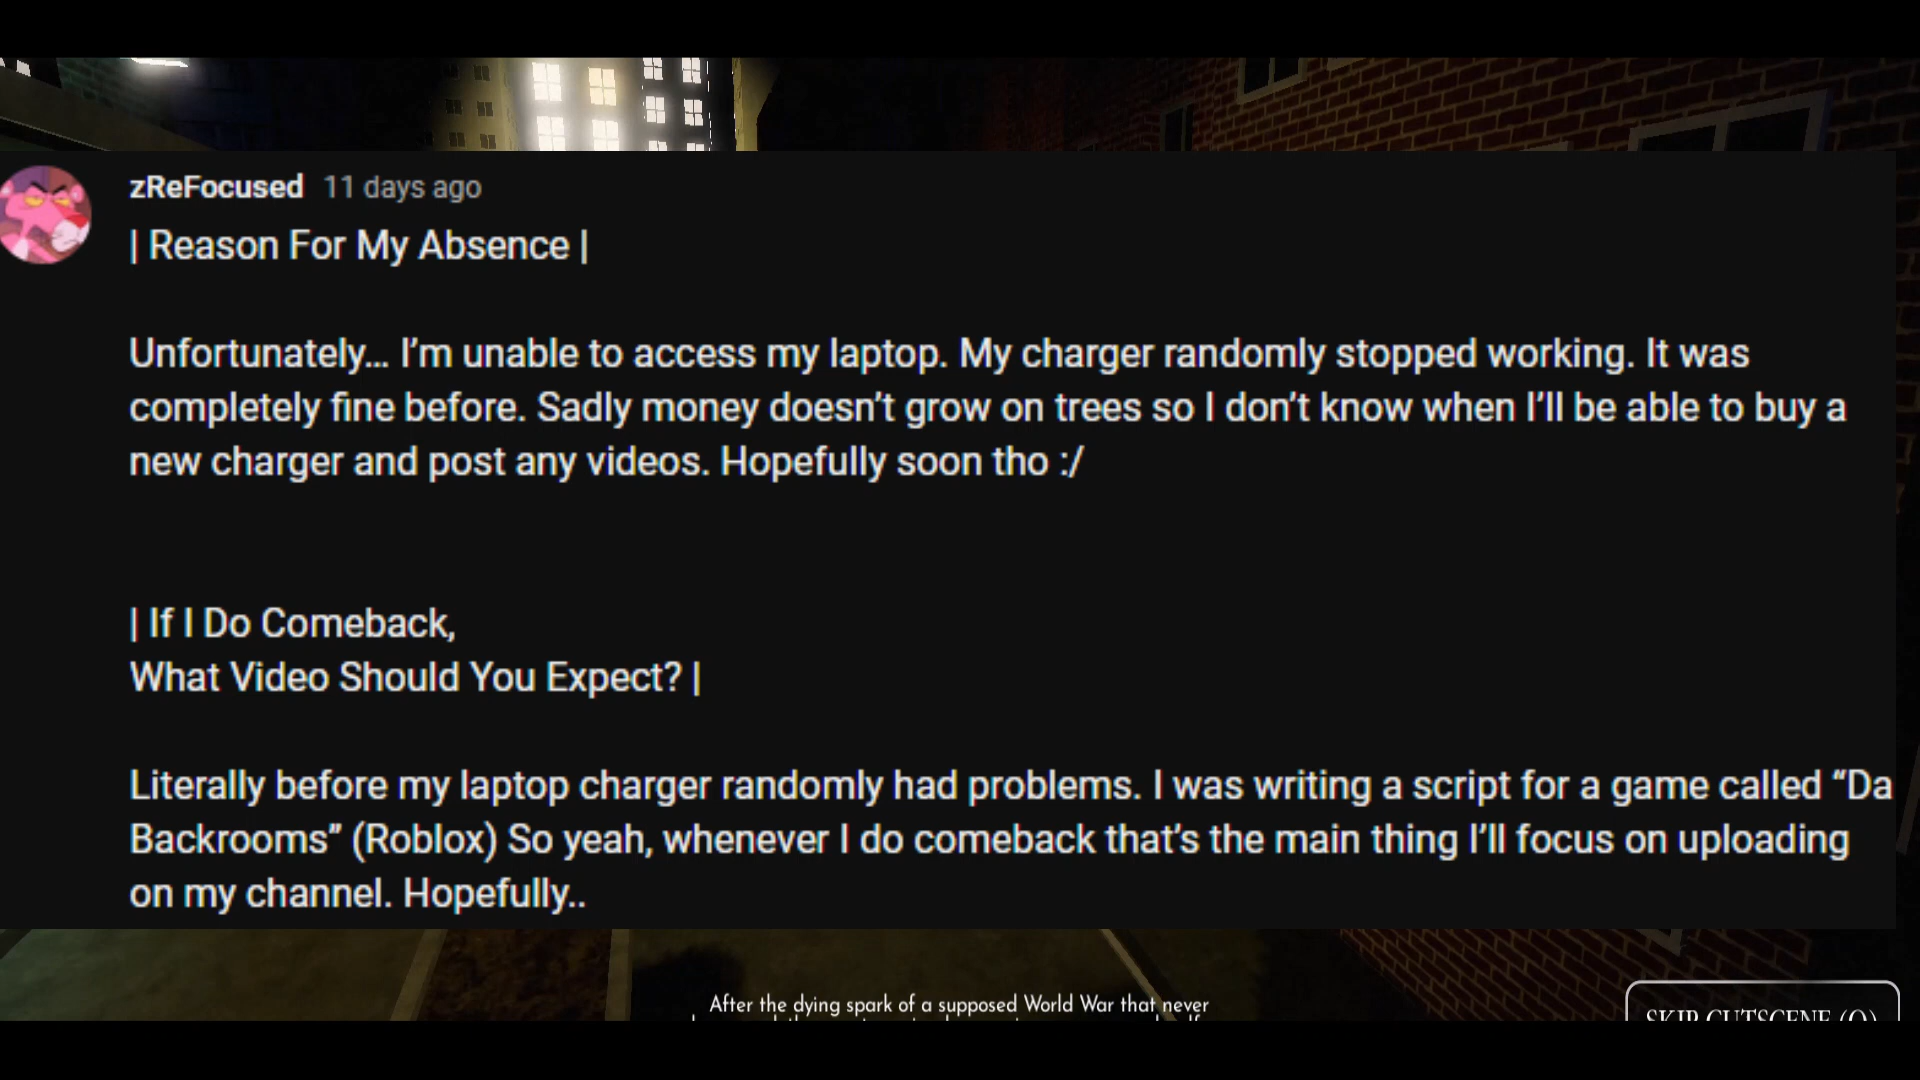 zReFocused 11 days ago
| Reason For My Absence |
Unfortunately... I'm unable to access my laptop. My charger randomly stopped working. It was
completely fine before. Sadly money doesn't grow on trees so I don't know when I'll be able to buy a
new charger and post any videos. Hopefully soon tho :/
| If I Do Comeback,
What Video Should You Expect? |
Literally before my laptop charger randomly had problems. I was writing a script for a game called “Da
Backrooms” (Roblox) So yeah, whenever I do comeback that's the main thing I'll focus on uploading
on my channel. Hopefully..
After the dying spark of a supposed World War that never
SKIP CUTSCENE (0)